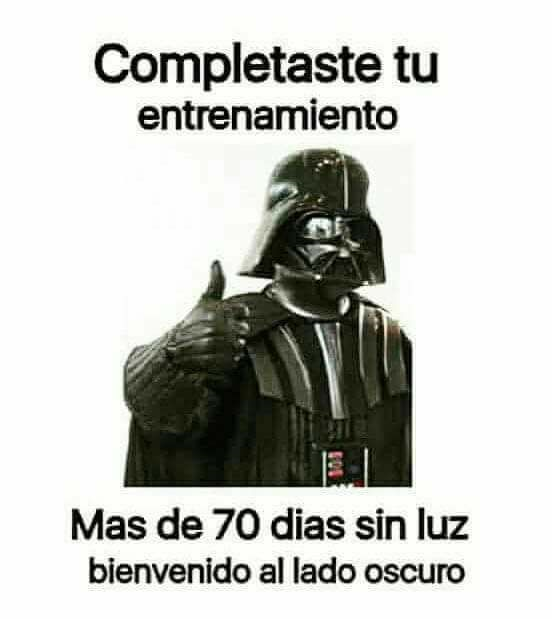 Completaste tu
entrenamiento
Mas de 70 dias sin luz
bienvenido al lado oscuro